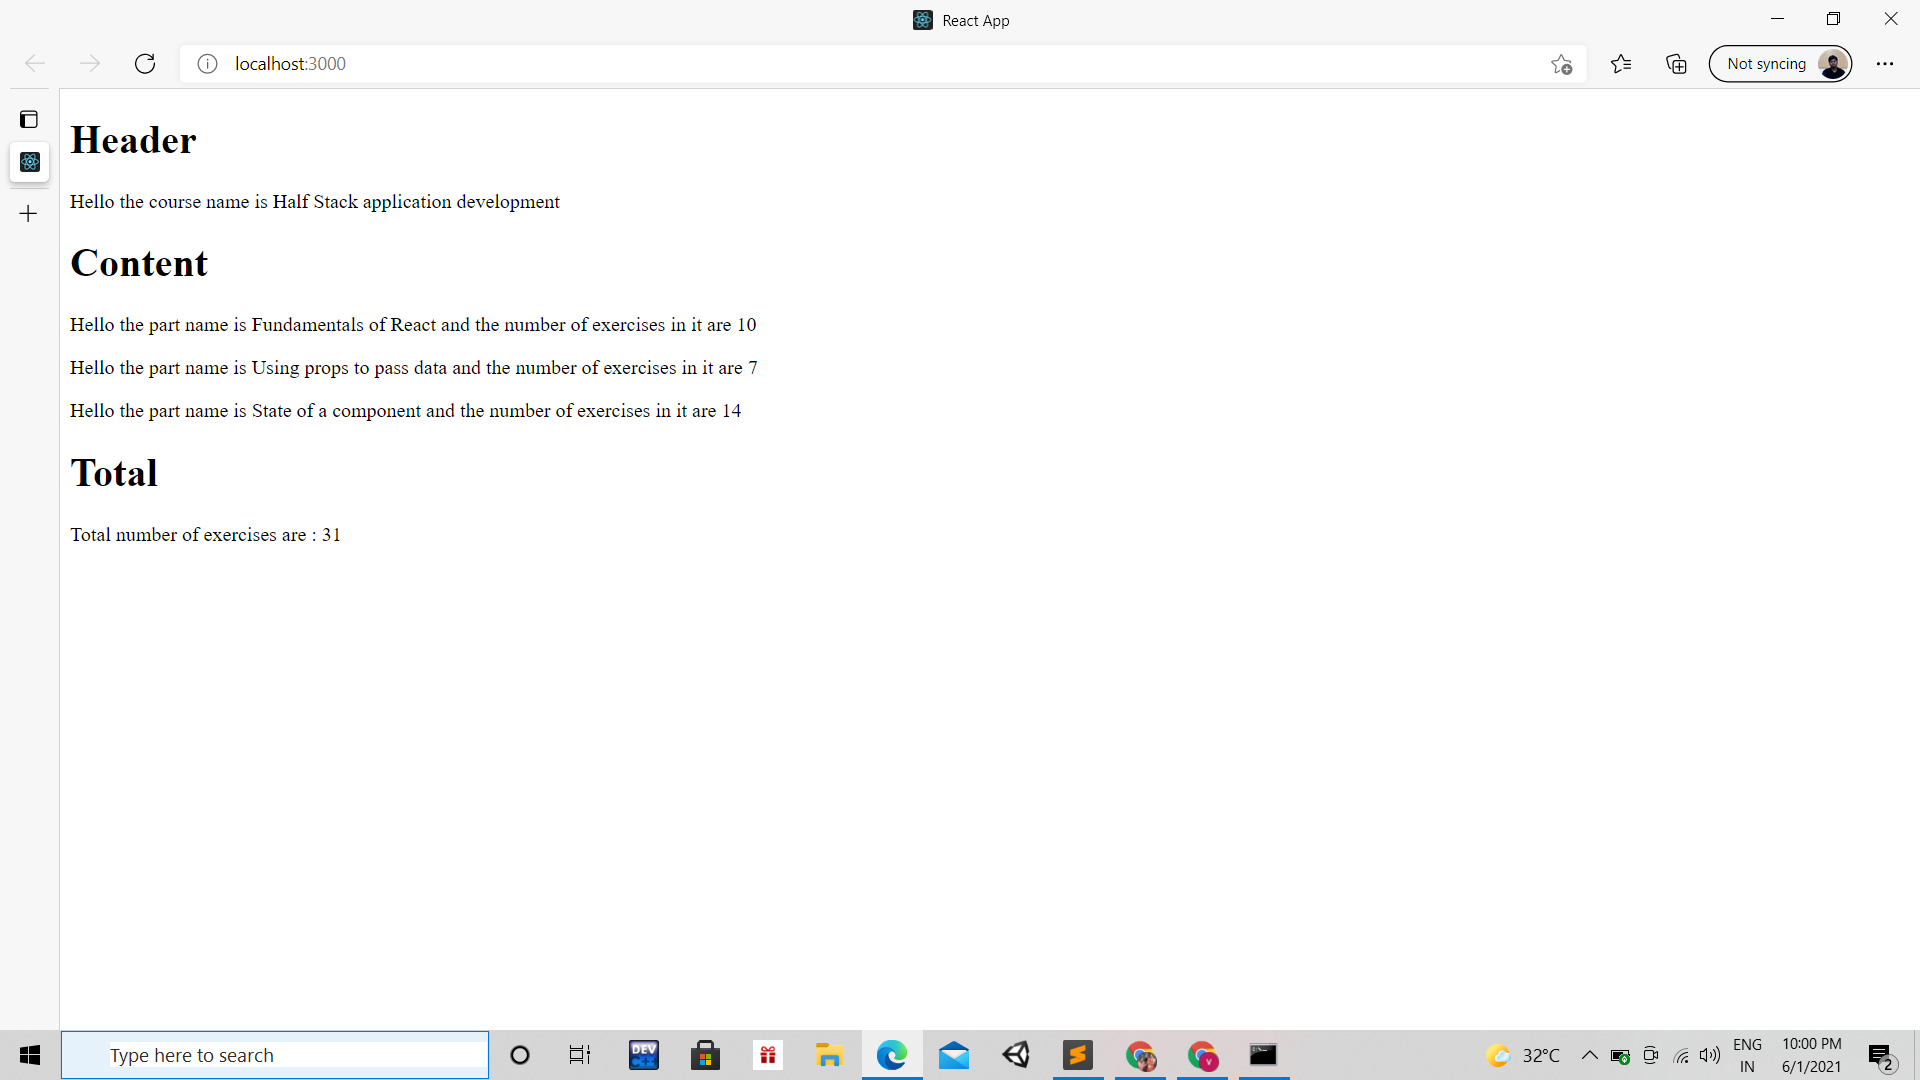 React App
localhost:3000
Not syncing
Header
Hello the course name is Half Stack application development
Content
Hello the part name is Fundamentals of React and the number of exercises in it are 10
Hello the part name is Using props to pass data and the number of exercises in it are 7
Hello the part name is State of a component and the number of exercises in it are 14
Total
Total number of exercises are : 31
Type here to search
DEV
C++
V
32°C
ENG
IN
10:00 PM
6/1/2021
2